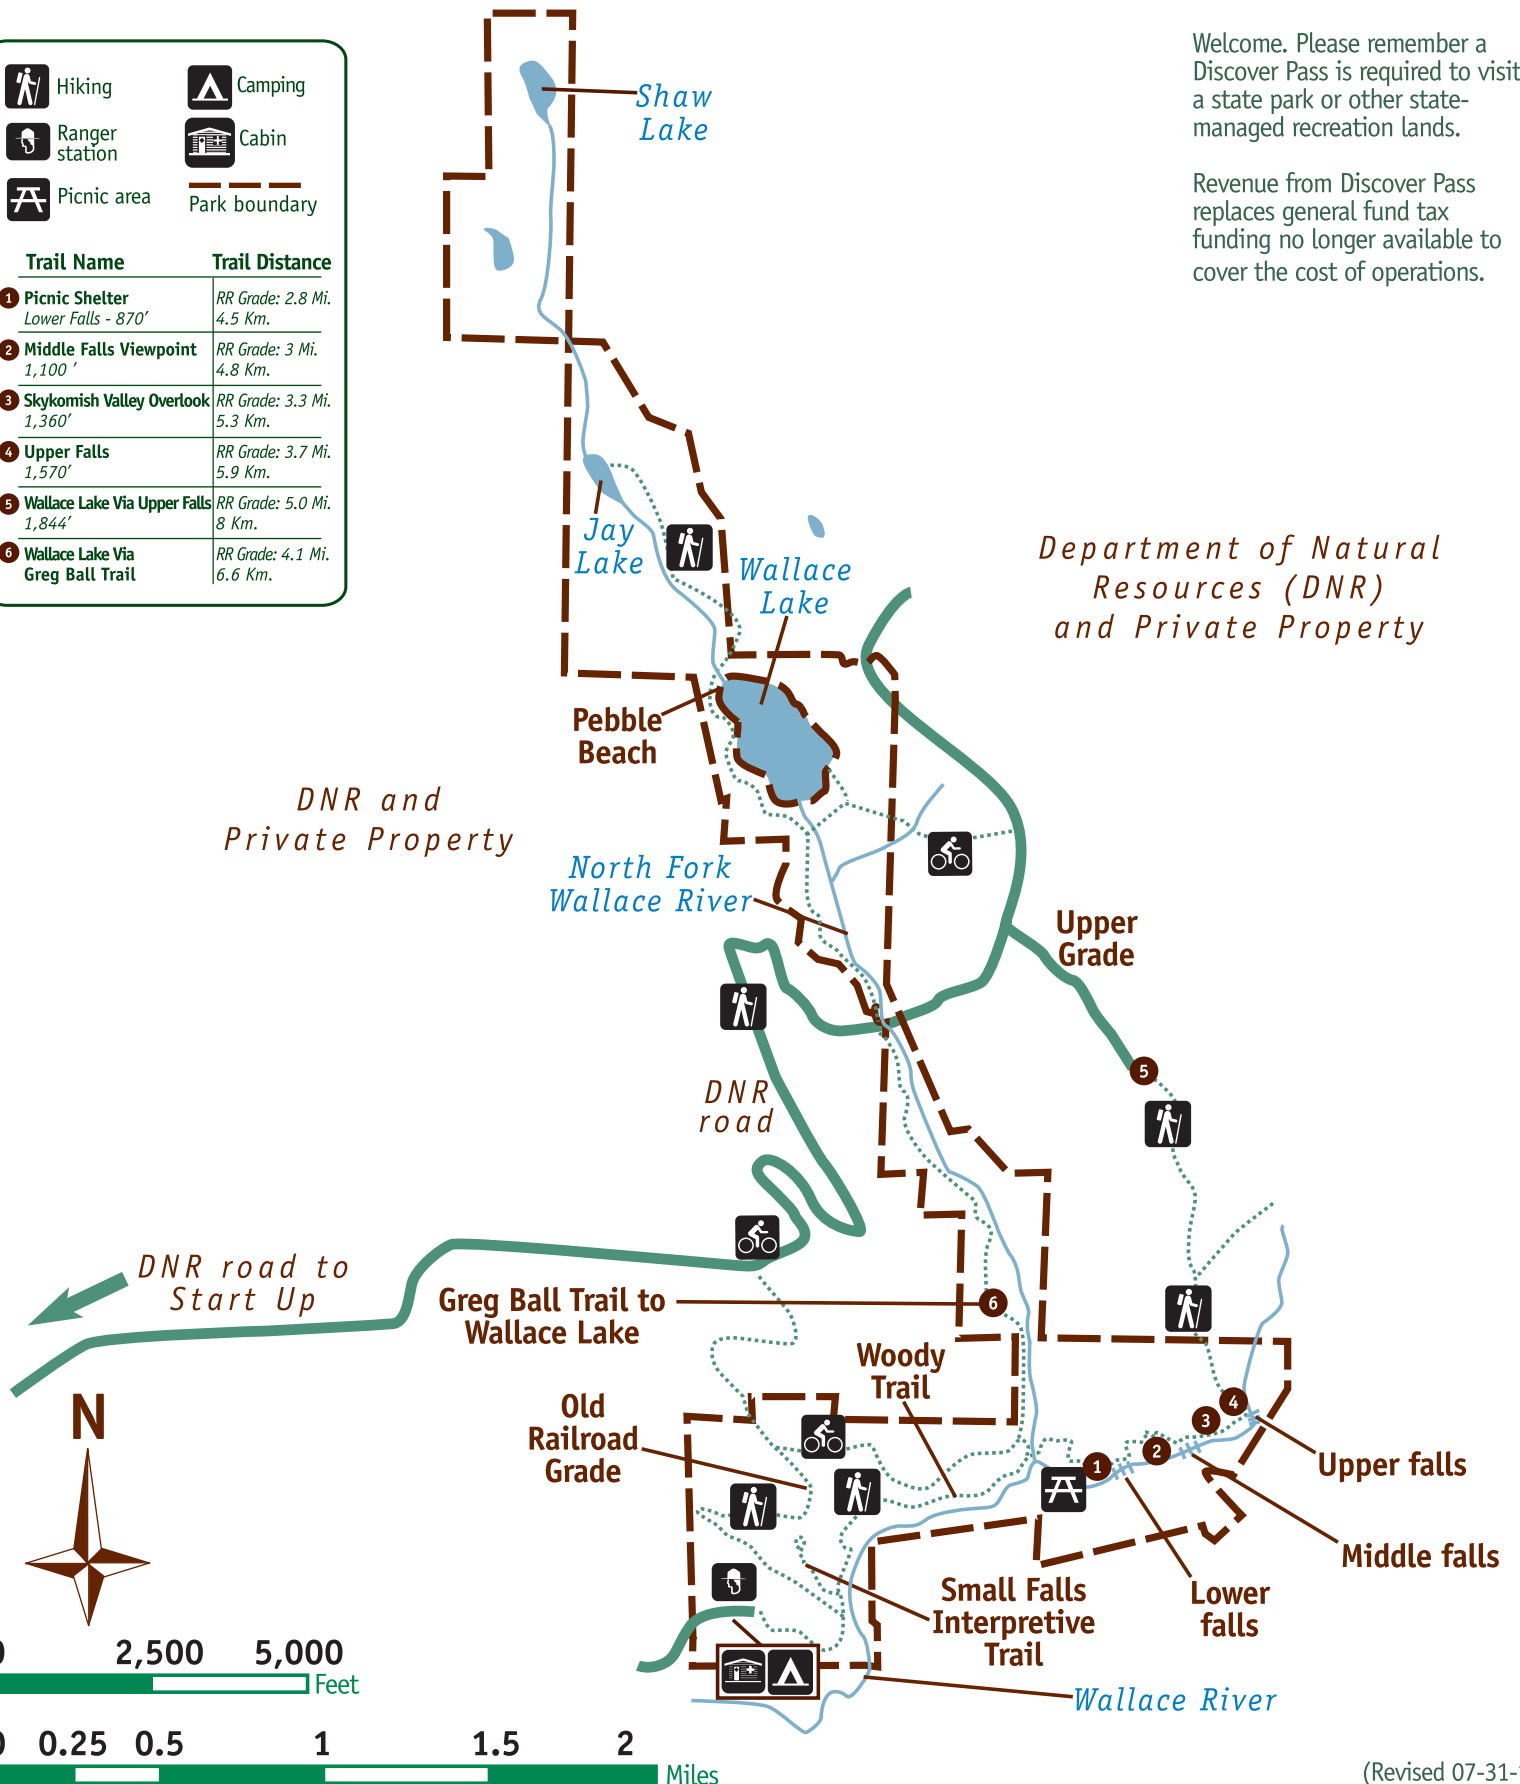 Welcome. Please remember a
Discover Pass is required to visit
a state park or other state-
managed recreation lands.
Revenue from Discover Pass
replaces general fund tax
funding no longer available to
cover the cost of operations.
Hiking
Camping
Ranger
station
Cabin
Picnic area
Park boundary
Trail Name
Trail Distance
1 Picnic Shelter RR Grade: 2.8 Mi.
Lower Falls - 870′ 4.5 Km.
2 Middle Falls Viewpoint RR Grade: 3 Mi.
1,100 ′ 4.8 Km.
3 Skykomish Valley Overlook RR Grade: 3.3 Mi.
1,360′ 5.3 Km.
4 Upper Falls RR Grade: 3.7 Mi.
1,570′ 5.9 Km.
5 Wallace Lake Via Upper Falls RR Grade: 5.0 Mi.
1,844′ 8 Km.
6 Wallace Lake Via RR Grade: 4.1 Mi.
Greg Ball Trail 6.6 Km.
Shaw
Lake
Jay
Lake
Wallace
Lake
Department of Natural
Resources (DNR)
and Private Property
Pebble
Beach
DNR and
Private Property
North Fork
Wallace River
Upper
Grade
5
DNR
road
DNR road to
Start Up
Greg Ball Trail to
Wallace Lake
6
Woody
Trail
Old
Railroad
Grade
4
3
2
1
Upper falls
Middle falls
Lower
falls
Small Falls
Interpretive
Trail
Wallace River
N
0 2,500 5,000
Feet
0 0.25 0.5 1 1.5 2
Miles
(Revised 07-31-